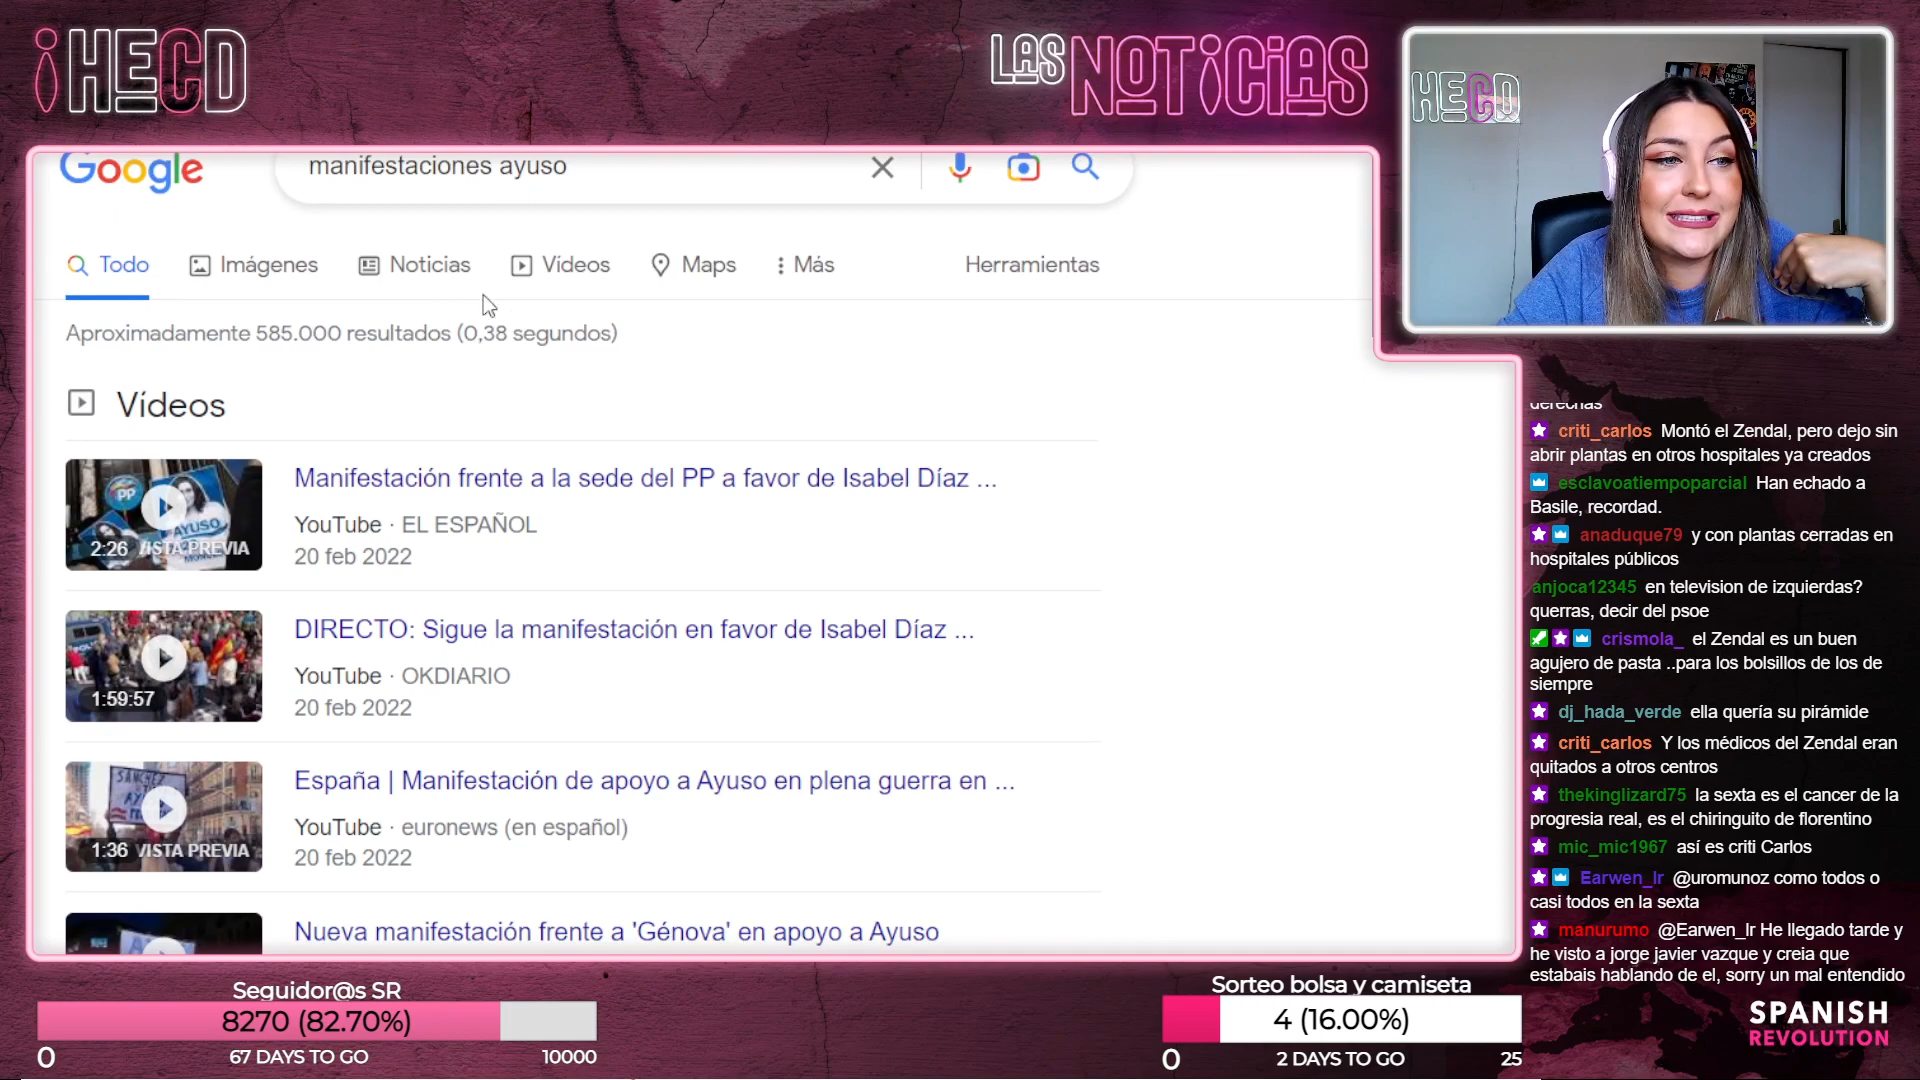 ¡HECD
LAS NOTICIAS
HECD
Google
manifestaciones ayuso
Todo
Imágenes
Noticias
Vídeos
Maps
Más
Herramientas
Aproximadamente 585.000 resultados (0,38 segundos)
Vídeos
PP
AYUSO
2:26
VISTA PREVIA
Manifestación frente a la sede del PP a favor de Isabel Díaz ...
YouTube · EL ESPAÑOL
20 feb 2022
1:59:57
DIRECTO: Sigue la manifestación en favor de Isabel Díaz ...
YouTube · OKDIARIO
20 feb 2022
1:36 VISTA PREVIA
España | Manifestación de apoyo a Ayuso en plena guerra en ...
YouTube · euronews (en español)
20 feb 2022
Nueva manifestación frente a 'Génova' en apoyo a Ayuso
derechas
criti_carlos Montó el Zendal, pero dejo sin
abrir plantas en otros hospitales ya creados
esclavoatiempoparcial Han echado a
Basile, recordad.
anaduque79 y con plantas cerradas en
hospitales públicos
anjoca12345 en television de izquierdas?
querras, decir del psoe
crismola_ el Zendal es un buen
agujero de pasta ..para los bolsillos de los de
siempre
dj_hada_verde ella quería su pirámide
criti_carlos Y los médicos del Zendal eran
quitados a otros centros
thekinglizard75 la sexta es el cancer de la
progresia real, es el chiringuito de florentino
mic_mic1967 así es criti Carlos
Earwen_lr @uromunoz como todos o
casi todos en la sexta
manurumo @Earwen_lr He llegado tarde y
he visto a jorge javier vazque y creia que
estabais hablando de el, sorry un mal entendido
Seguidor@s SR
8270 (82.70%)
0
67 DAYS TO GO
10000
Sorteo bolsa y camiseta
4 (16.00%)
0
2 DAYS TO GO
25
SPANISH
REVOLUTION